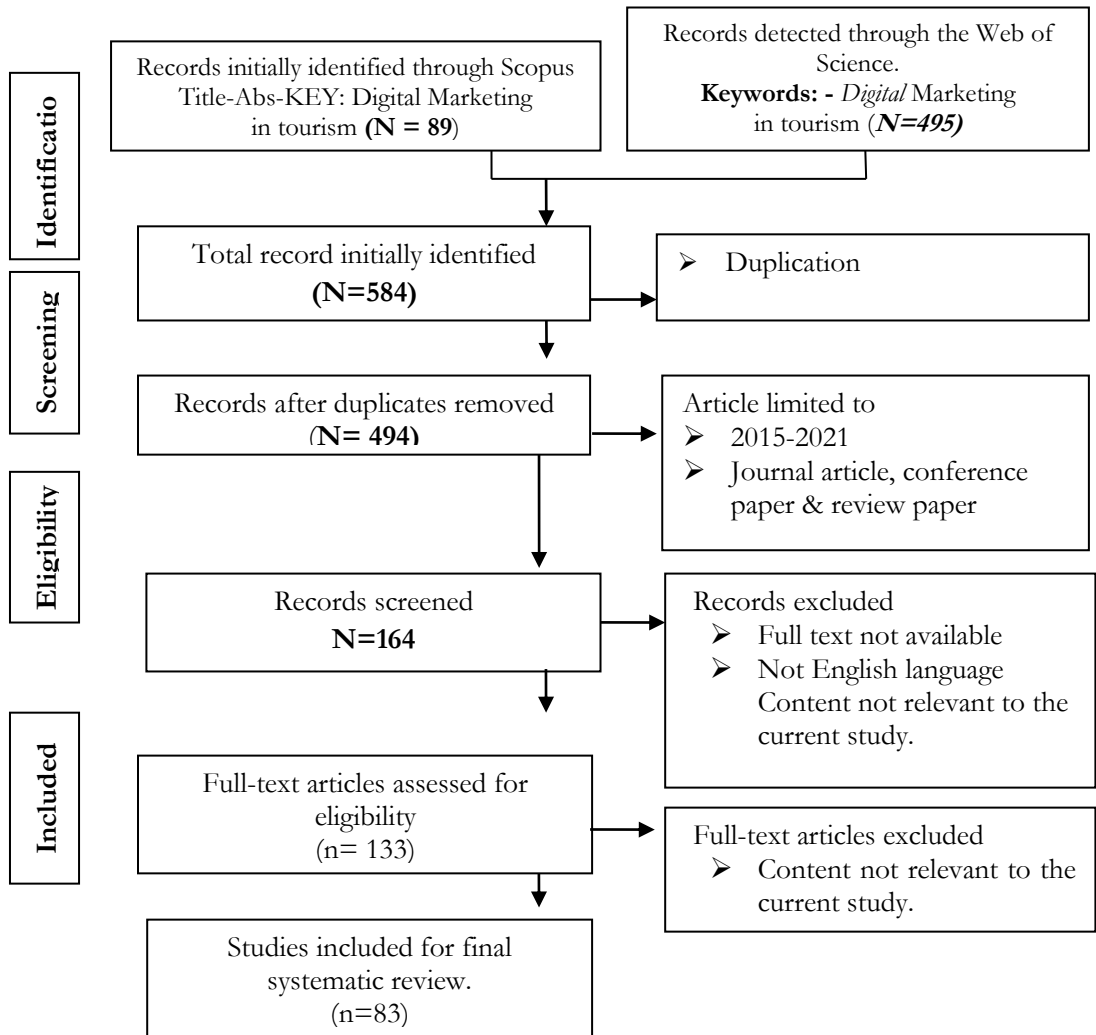 Identificatio
Records initially identified through Scopus
Title-Abs-KEY: Digital Marketing
in tourism (N = 89)
Records detected through the Web of
Science.
Keywords: - Digital Marketing
in tourism (N=495)
Total record initially identified
(N=584)
➢ Duplication
Screening
Records after duplicates removed
(N= 494)
Article limited to
➢ 2015-2021
➢ Journal article, conference
paper & review paper
Eligibility
Records screened
N=164
Records excluded
➢ Full text not available
➢ Not English language
Content not relevant to the
current study.
Included
Full-text articles assessed for
eligibility
(n= 133)
Full-text articles excluded
➢ Content not relevant to the
current study.
Studies included for final
systematic review.
(n=83)